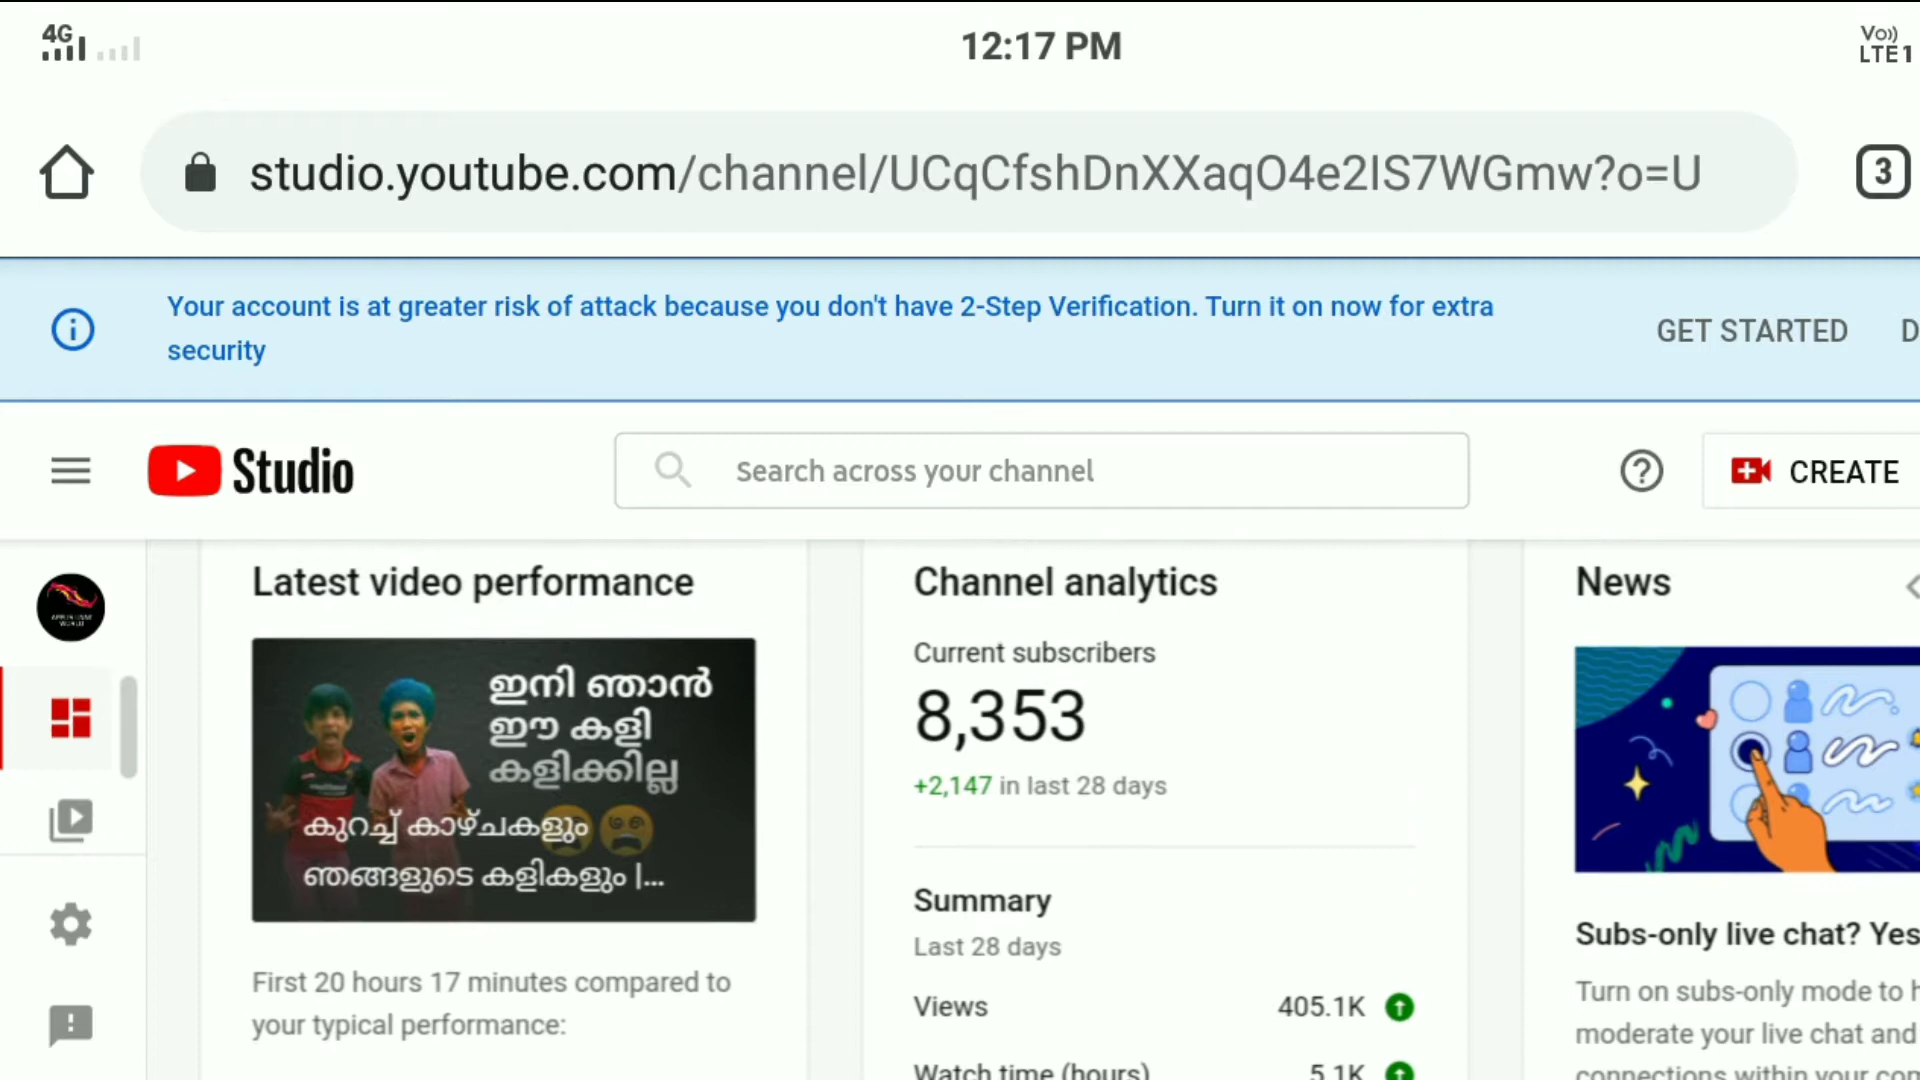 4G
12:17 PM
Vo))
LTE1
studio.youtube.com/channel/UCqCfshDnXXaqO4e2IS7WGmw?o=U
3
Your account is at greater risk of attack because you don't have 2-Step Verification. Turn it on now for extra
security
GET STARTED
D
Studio
Search across your channel
CREATE
Latest video performance
ഇനി ഞാൻ
ഈ കളി
കളിക്കില്ല
കുറച്ച് കാഴ്ചകളും
ഞങ്ങളുടെ കളികളും |...
First 20 hours 17 minutes compared to
your typical performance:
Channel analytics
Current subscribers
8,353
+2,147 in last 28 days
Summary
Last 28 days
Views 405.1K
Watch time (hours) 5.1K
News
Subs-only live chat? Yes
Turn on subs-only mode to h
moderate your live chat and
connections within your com